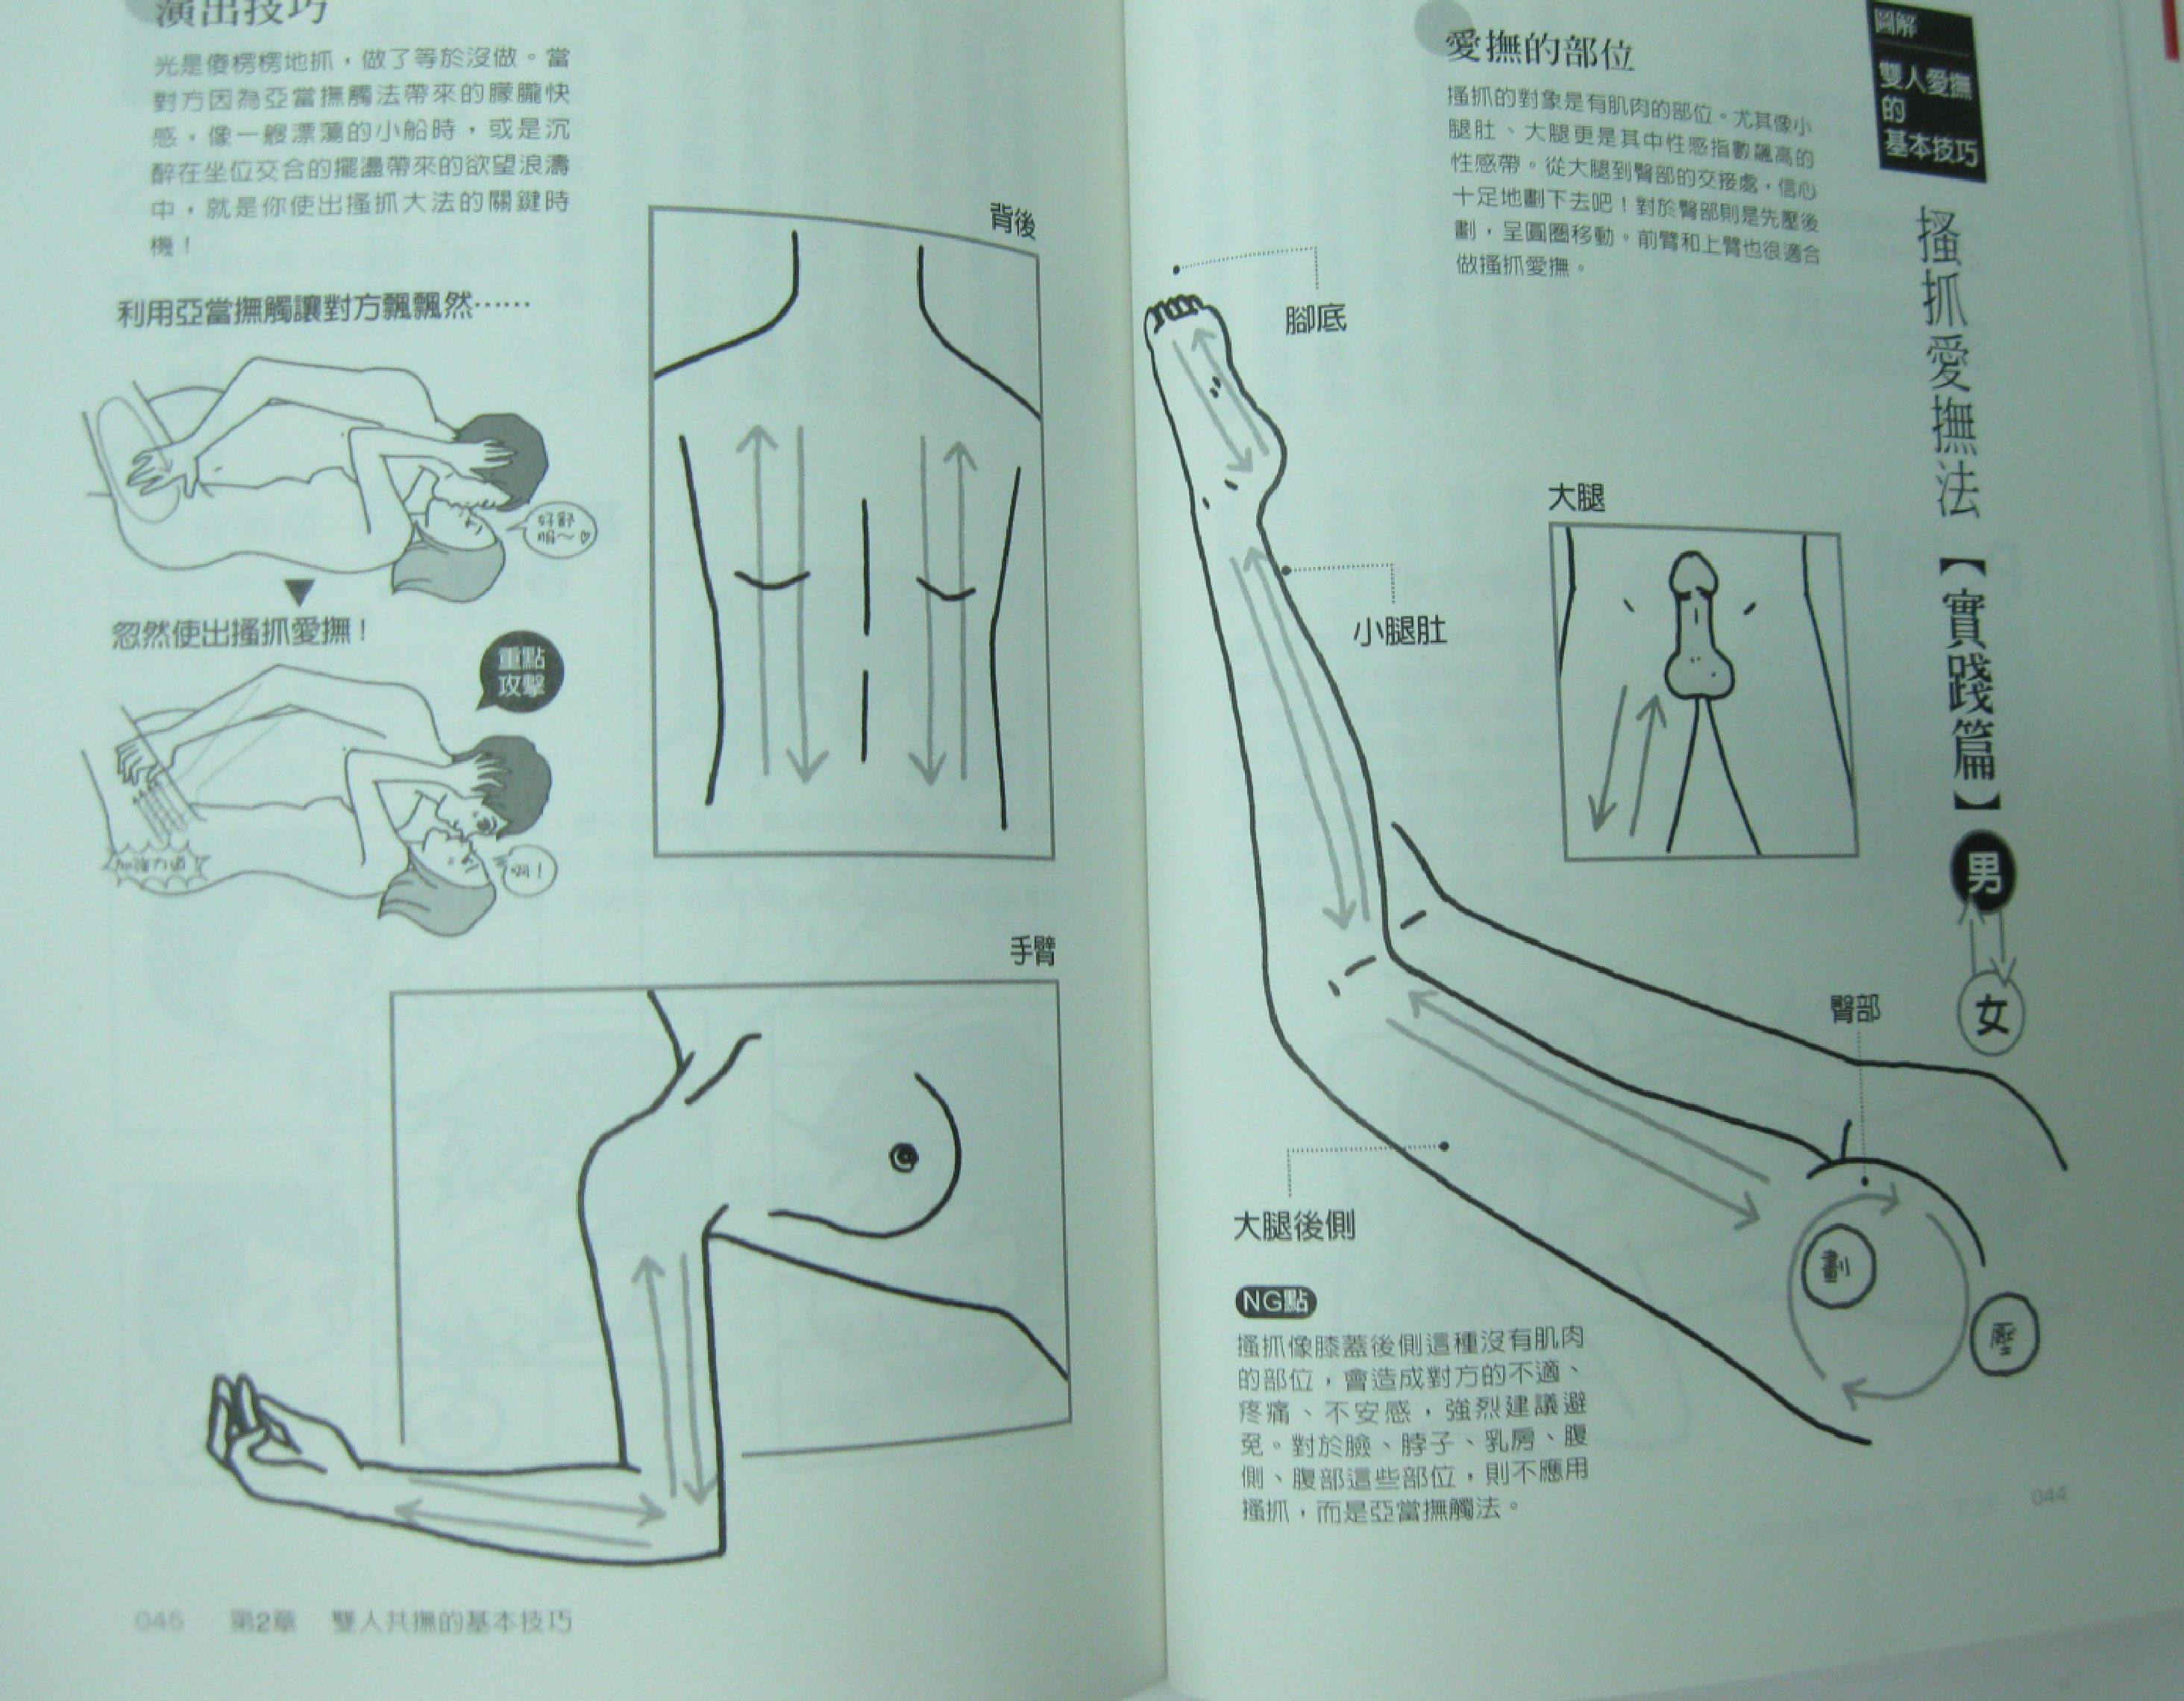 圖解
雙人愛撫
的
基本技巧
搔抓愛撫法【實踐篇】
男
女
愛撫的部位
搔抓的對象是有肌肉的部位。尤其像小
腿肚、大腿更是其中性感指數飆高的
性感帶。從大腿到臀部的交接處，信心
十足地劃下去吧！對於臀部則是先壓後
劃，呈圓圈移動。前臂和上臂也很適合
做搔抓愛撫。
腳底
大腿
小腿肚
臀部
劃
壓
大腿後側
NG點
搔抓像膝蓋後側這種沒有肌肉
的部位，會造成對方的不適、
疼痛、不安感，強烈建議避
免。對於臉、脖子、乳房、腹
側、腹部這些部位，則不應用
搔抓，而是亞當撫觸法。
044
演出技巧
光是傻楞楞地抓，做了等於沒做。當
對方因為亞當撫觸法帶來的朦朧快
感，像一艘漂蕩的小船時，或是沉
醉在坐位交合的擺盪帶來的欲望浪濤
中，就是你使出搔抓大法的關鍵時
機！
利用亞當撫觸讓對方飄飄然……
好舒
服～♡
忽然使出搔抓愛撫！
重點
攻擊
啊！
背後
手臂
045 第2章 雙人共撫的基本技巧